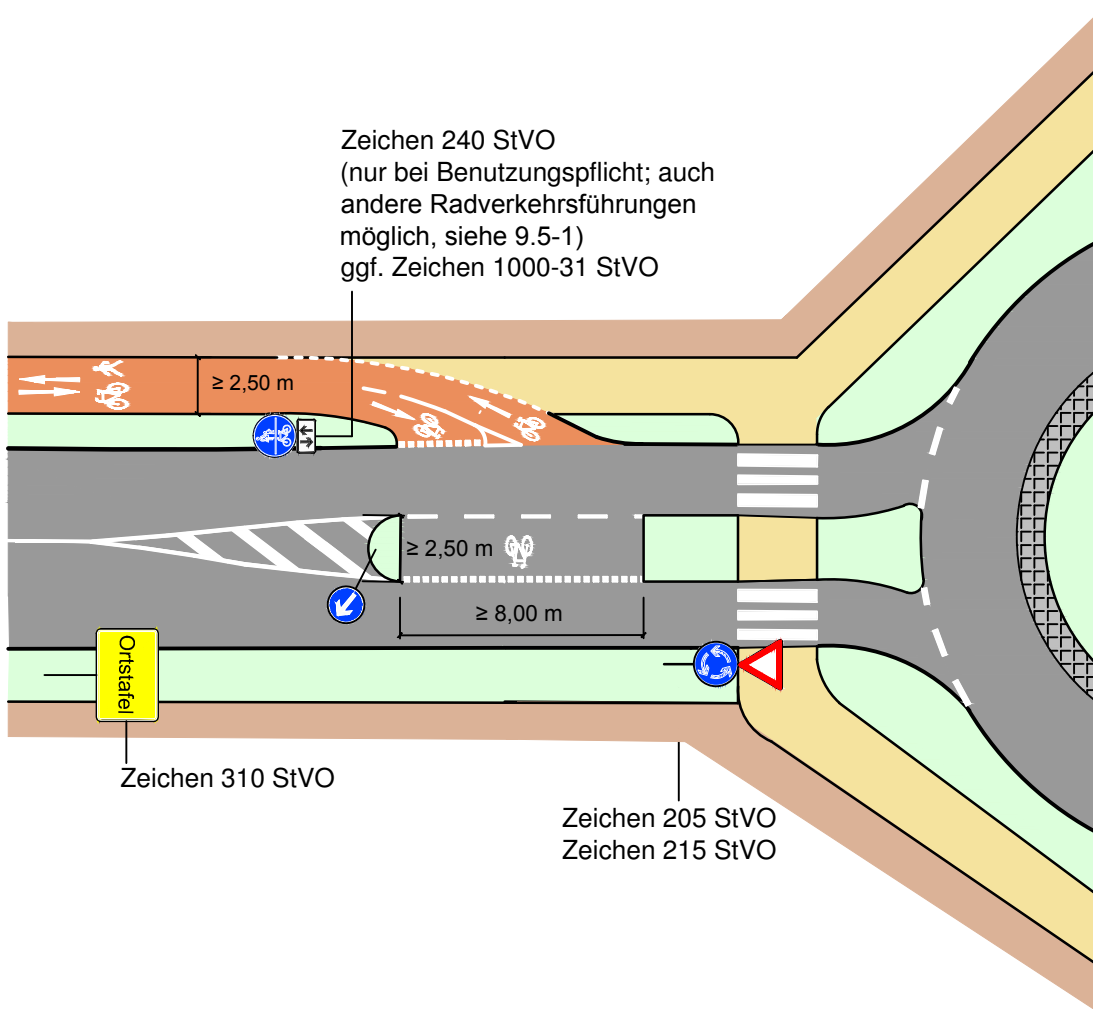 Zeichen 240 StVO
(nur bei Benutzungspflicht; auch
andere Radverkehrsführungen
möglich, siehe 9.5-1)
ggf. Zeichen 1000-31 StVO
≥ 2,50 m
≥ 2,50 m
≥ 8,00 m
Ortstafel
Zeichen 310 StVO
Zeichen 205 StVO
Zeichen 215 StVO